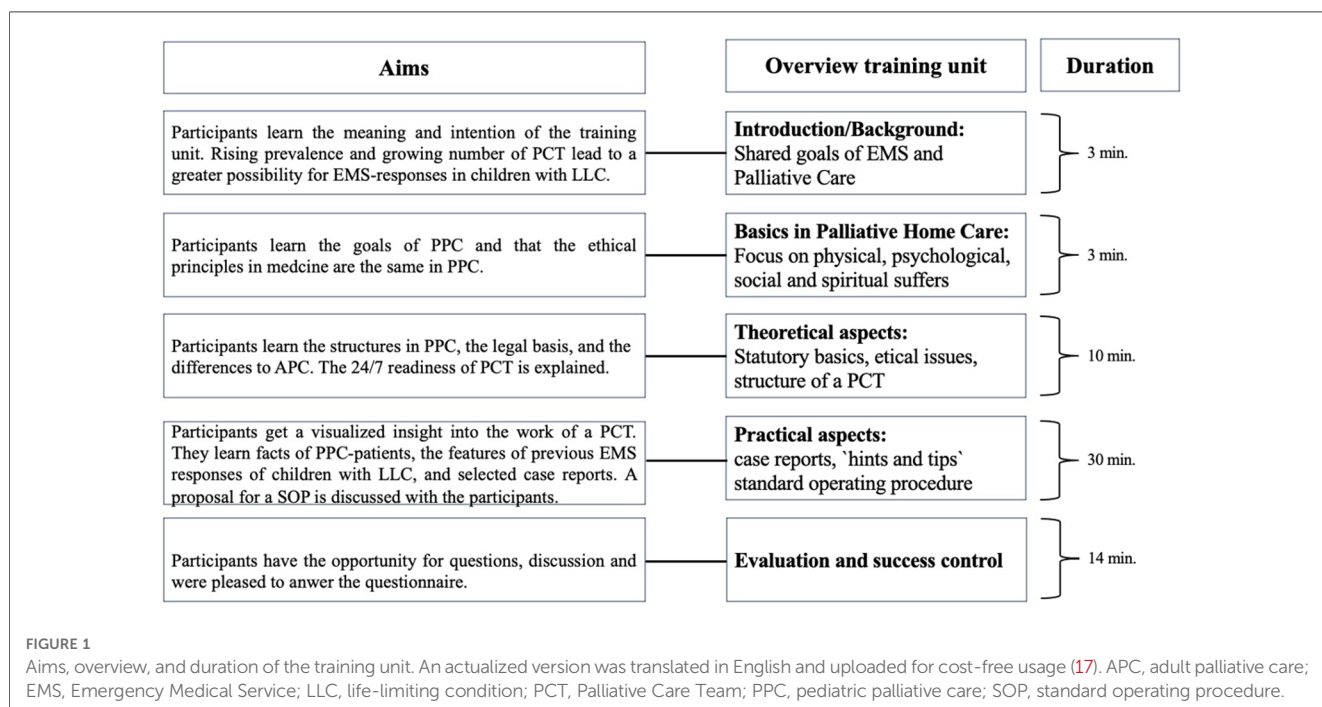 Aims
Overview training unit
Duration
Participants learn the meaning and intention of the training
unit. Rising prevalence and growing number of PCT lead to a
greater possibility for EMS-responses in children with LLC.
Introduction/Background:
Shared goals of EMS and
Palliative Care
3 min.
Participants learn the goals of PPC and that the ethical
principles in medcine are the same in PPC.
Basics in Palliative Home Care:
Focus on physical, psychological,
social and spiritual suffers
3 min.
Participants learn the structures in PPC, the legal basis, and the
differences to APC. The 24/7 readiness of PCT is explained.
Theoretical aspects:
Statutory basics, etical issues,
structure of a PCT
10 min.
Participants get a visualized insight into the work of a PCT.
They learn facts of PPC-patients, the features of previous EMS
responses of children with LLC, and selected case reports. A
proposal for a SOP is discussed with the participants.
Practical aspects:
case reports, `hints and tips`
standard operating procedure
30 min.
Participants have the opportunity for questions, discussion and
were pleased to anwer the questionnaire.
Evaluation and success control
14 min.
FIGURE 1
Aims, overview, and duration of the training unit. An actualized version was translated in English and uploaded for cost-free usage (17). APC, adult palliative care;
EMS, Emergency Medical Service; LLC, life-limiting condition; PCT, Palliative Care Team; PPC, pediatric palliative care; SOP, standard operating procedure.